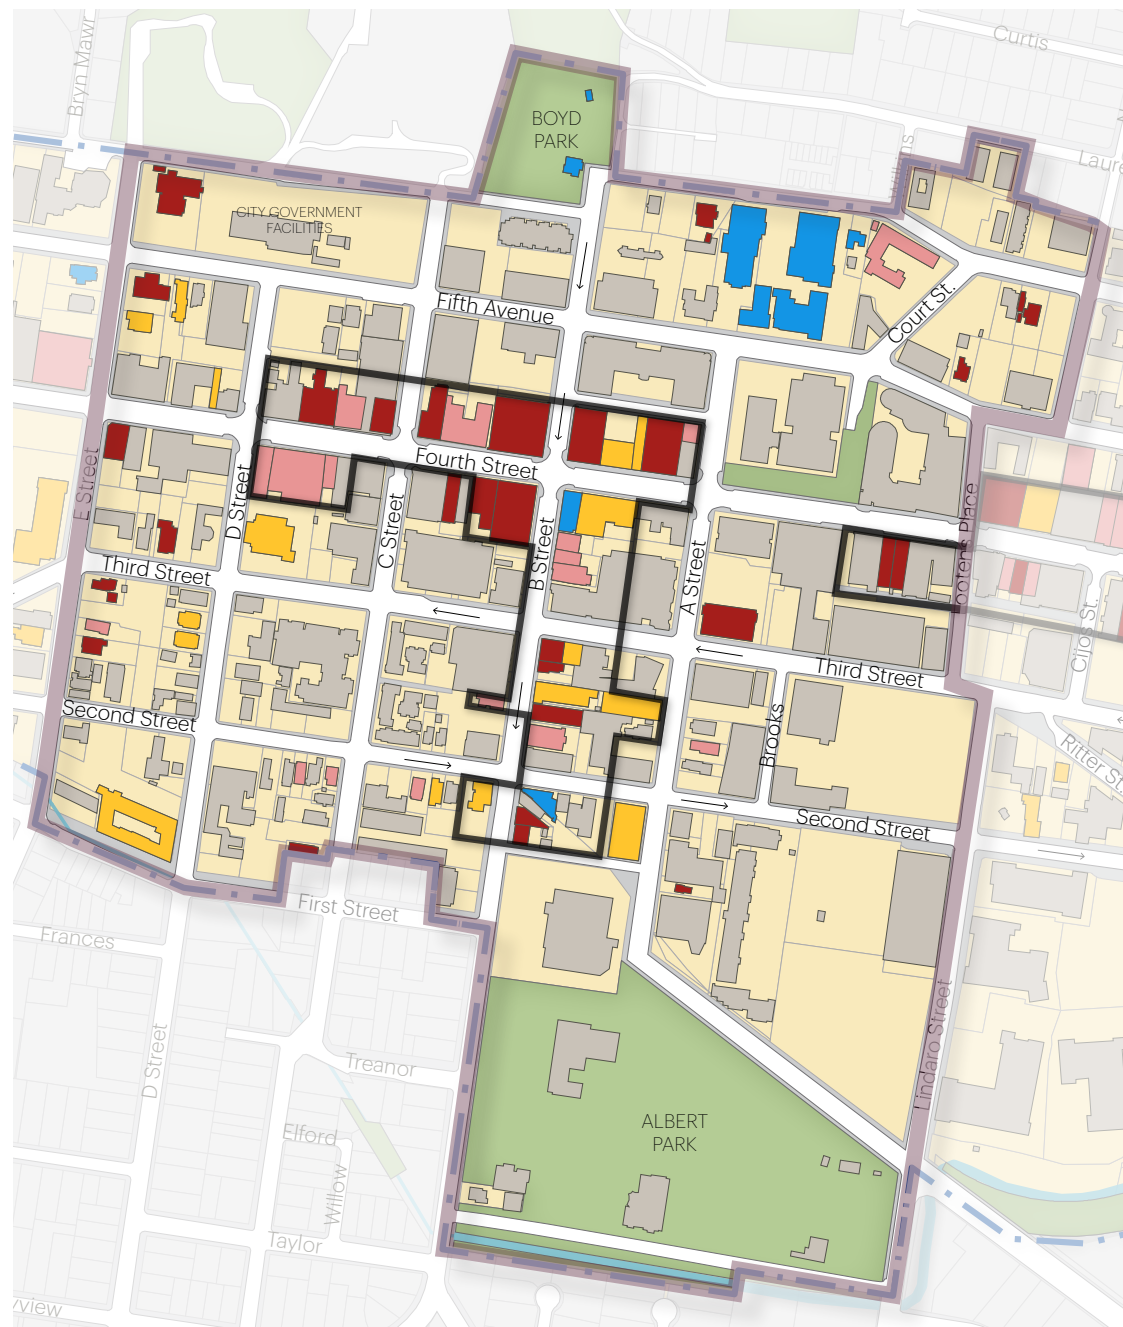 Bryn Mawr
Curtis
BOYD
PARK
CITY GOVERNMENT
FACILITIES
Fifth Avenue
Court St.
Fourth Street
E Street
D Street
C Street
B Street
A Street
Third Street
Cijos St.
Third Street
Second Street
Brooks
Ritter St.
Second Street
First Street
Frances
Lindaro Street
D Street
Treanor
ALBERT
PARK
Elford
Willow
Taylor